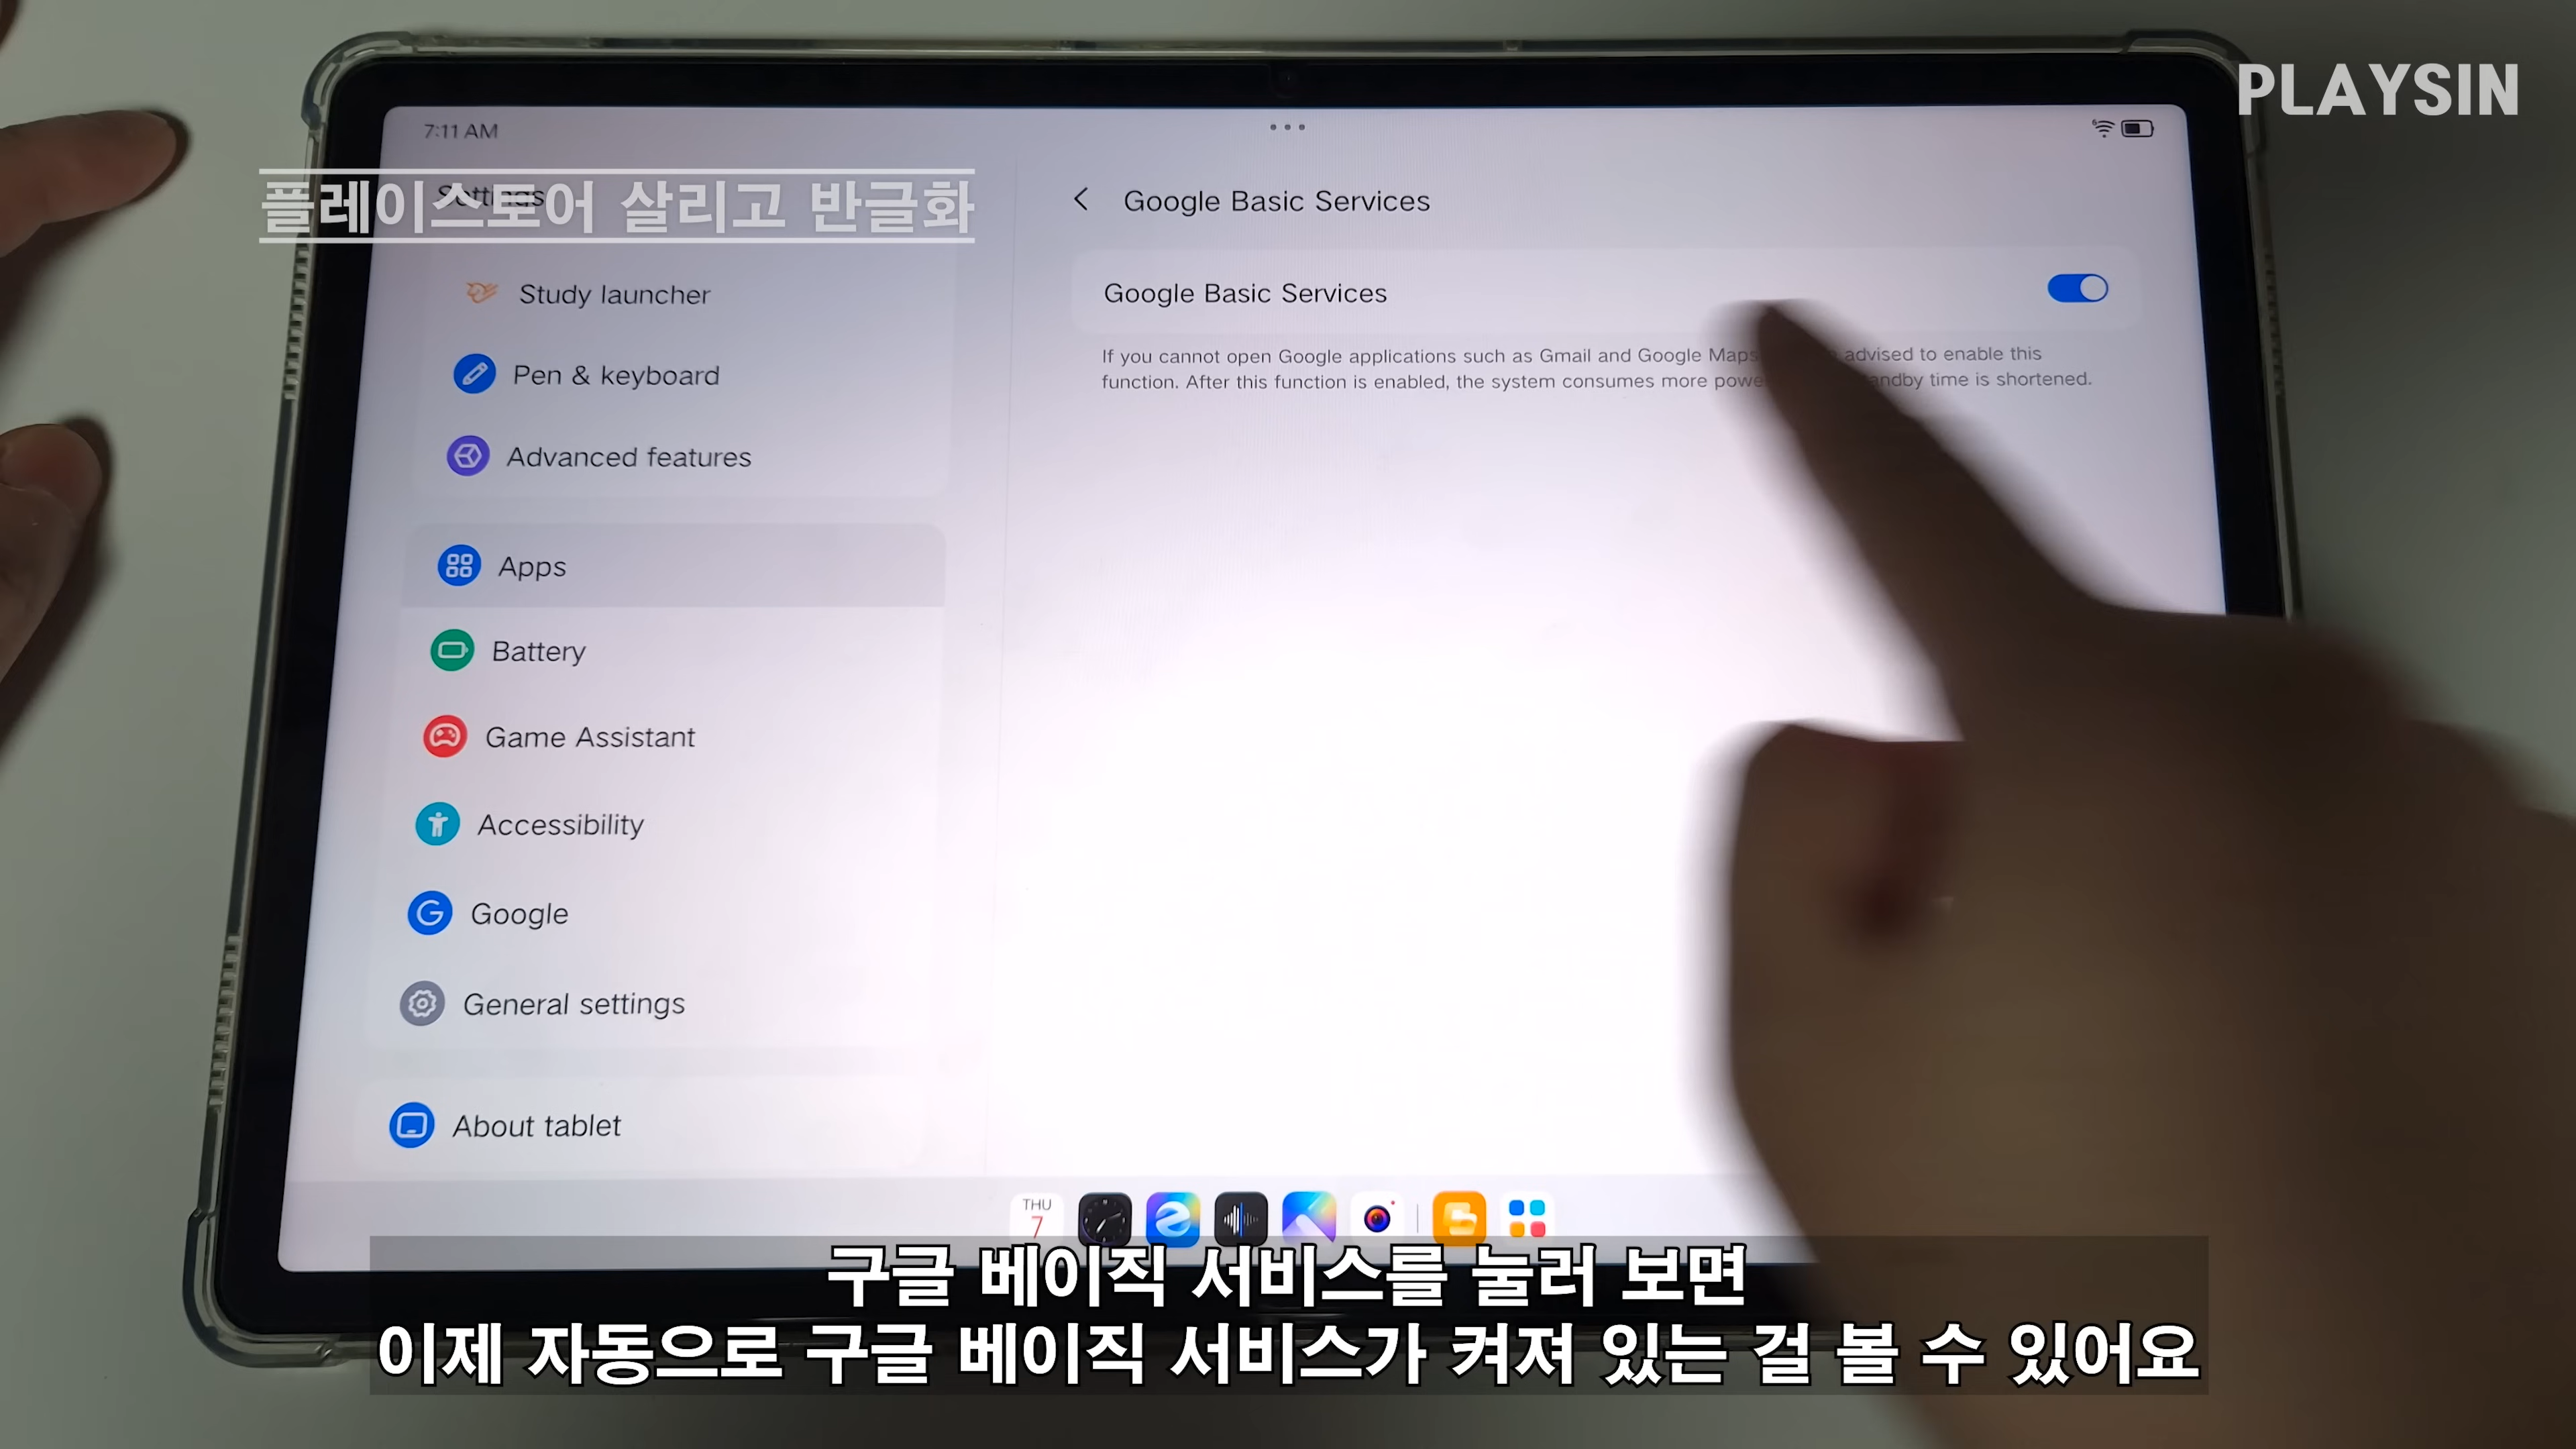 PLAYSIN
7:11 AM
Settings
플레이스토어 살리고 반글화
Study launcher
Pen & keyboard
Advanced features
Apps
Battery
Game Assistant
Accessibility
Google
General settings
About tablet
Google Basic Services
Google Basic Services
If you cannot open Google applications such as Gmail and Google Maps advised to enable this
function. After this function is enabled, the system consumes more time is shortened.
THU
7
구글 베이직 서비스를 눌러 보면
이제 자동으로 구글 베이직 서비스가 켜져 있는 걸 볼 수 있어요